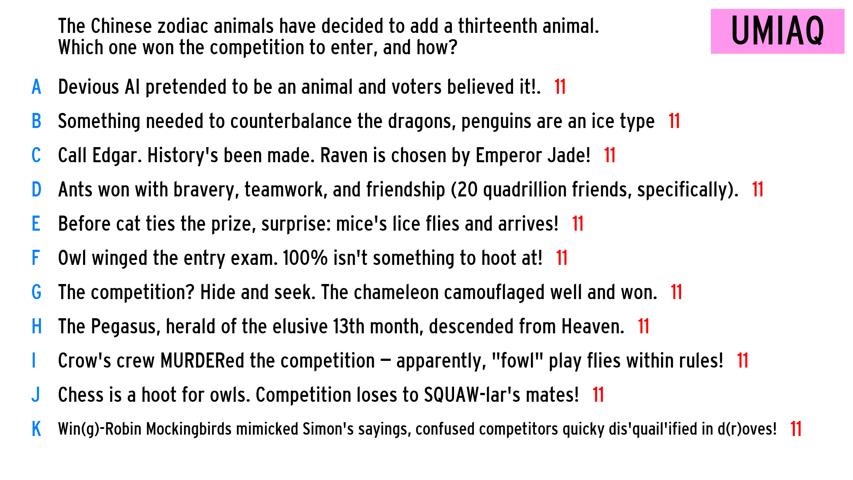 The Chinese zodiac animals have decided to add a thirteenth animal.
Which one won the competition to enter, and how?
UMIAQ
A Devious AI pretended to be an animal and voters believed it!. 11
B Something needed to counterbalance the dragons, penguins are an ice type 11
C Call Edgar. History's been made. Raven is chosen by Emperor Jade! 11
D Ants won with bravery, teamwork, and friendship (20 quadrillion friends, specifically). 11
E Before cat ties the prize, surprise: mice's lice flies and arrives! 11
F Owl winged the entry exam. 100% isn't something to hoot at! 11
G The competition? Hide and seek. The chameleon camouflaged well and won. 11
H The Pegasus, herald of the elusive 13th month, descended from Heaven. 11
I Crow's crew MURDERed the competition – apparently, "fowl" play flies within rules! 11
J Chess is a hoot for owls. Competition loses to SQUAW-lar's mates! 11
K Win(g)-Robin Mockingbirds mimicked Simon's sayings, confused competitors quicky dis'quail'ified in d(r)oves! 11